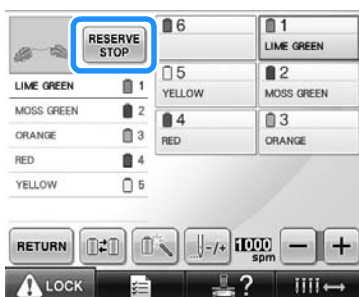 RESERVE
STOP
LIME GREEN 1
MOSS GREEN 2
ORANGE 3
RED 4
YELLOW 5
6
1
LIME GREEN
5
YELLOW
2
MOSS GREEN
4
RED
3
ORANGE
RETURN
-/+
1000
spm
− +
LOCK
?